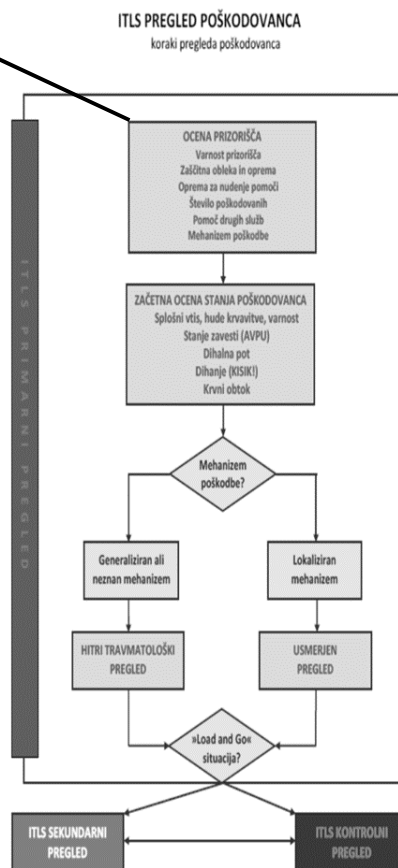 ITLS PREGLED POŠKODOVANCA
koraki pregleda poškodovanca
ITLS PRIMARNI PREGLED
OCENA PRIZORIŠČA
Varnost prizorišča
Zaščitna obleka in oprema
Oprema za nudenje pomoči
Število poškodovanih
Pomoč drugih služb
Mehanizem poškodbe
ZAČETNA OCENA STANJA POŠKODOVANCA
Splošni vtis, hude krvavitve, varnost
Stanje zavesti (AVPU)
Dihalna pot
Dihanje (KISIK!)
Krvni obtok
Mehanizem
poškodbe?
Generaliziran ali
neznan mehanizem
Lokaliziran
mehanizem
HITRI TRAVMATOLOŠKI
PREGLED
USMERJEN
PREGLED
»Load and Go«
situacija?
ITLS SEKUNDARNI
PREGLED
ITLS KONTROLNI
PREGLED